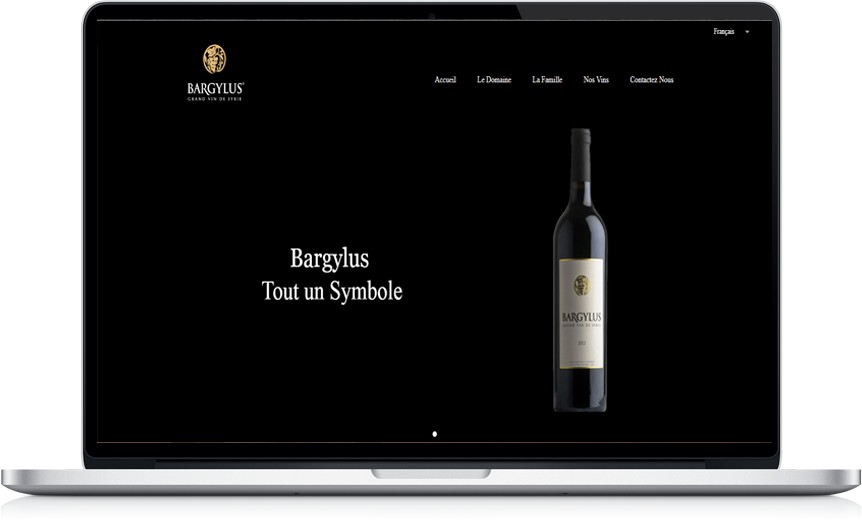 Français
BARGYLUS
GRAND VIN DE SYRIE
Accueil
Le Domaine
La Famille
Nos Vins
Contactez Nous
Bargylus
Tout un Symbole
BARGYLUS
GRAND VIN DE SYRIE